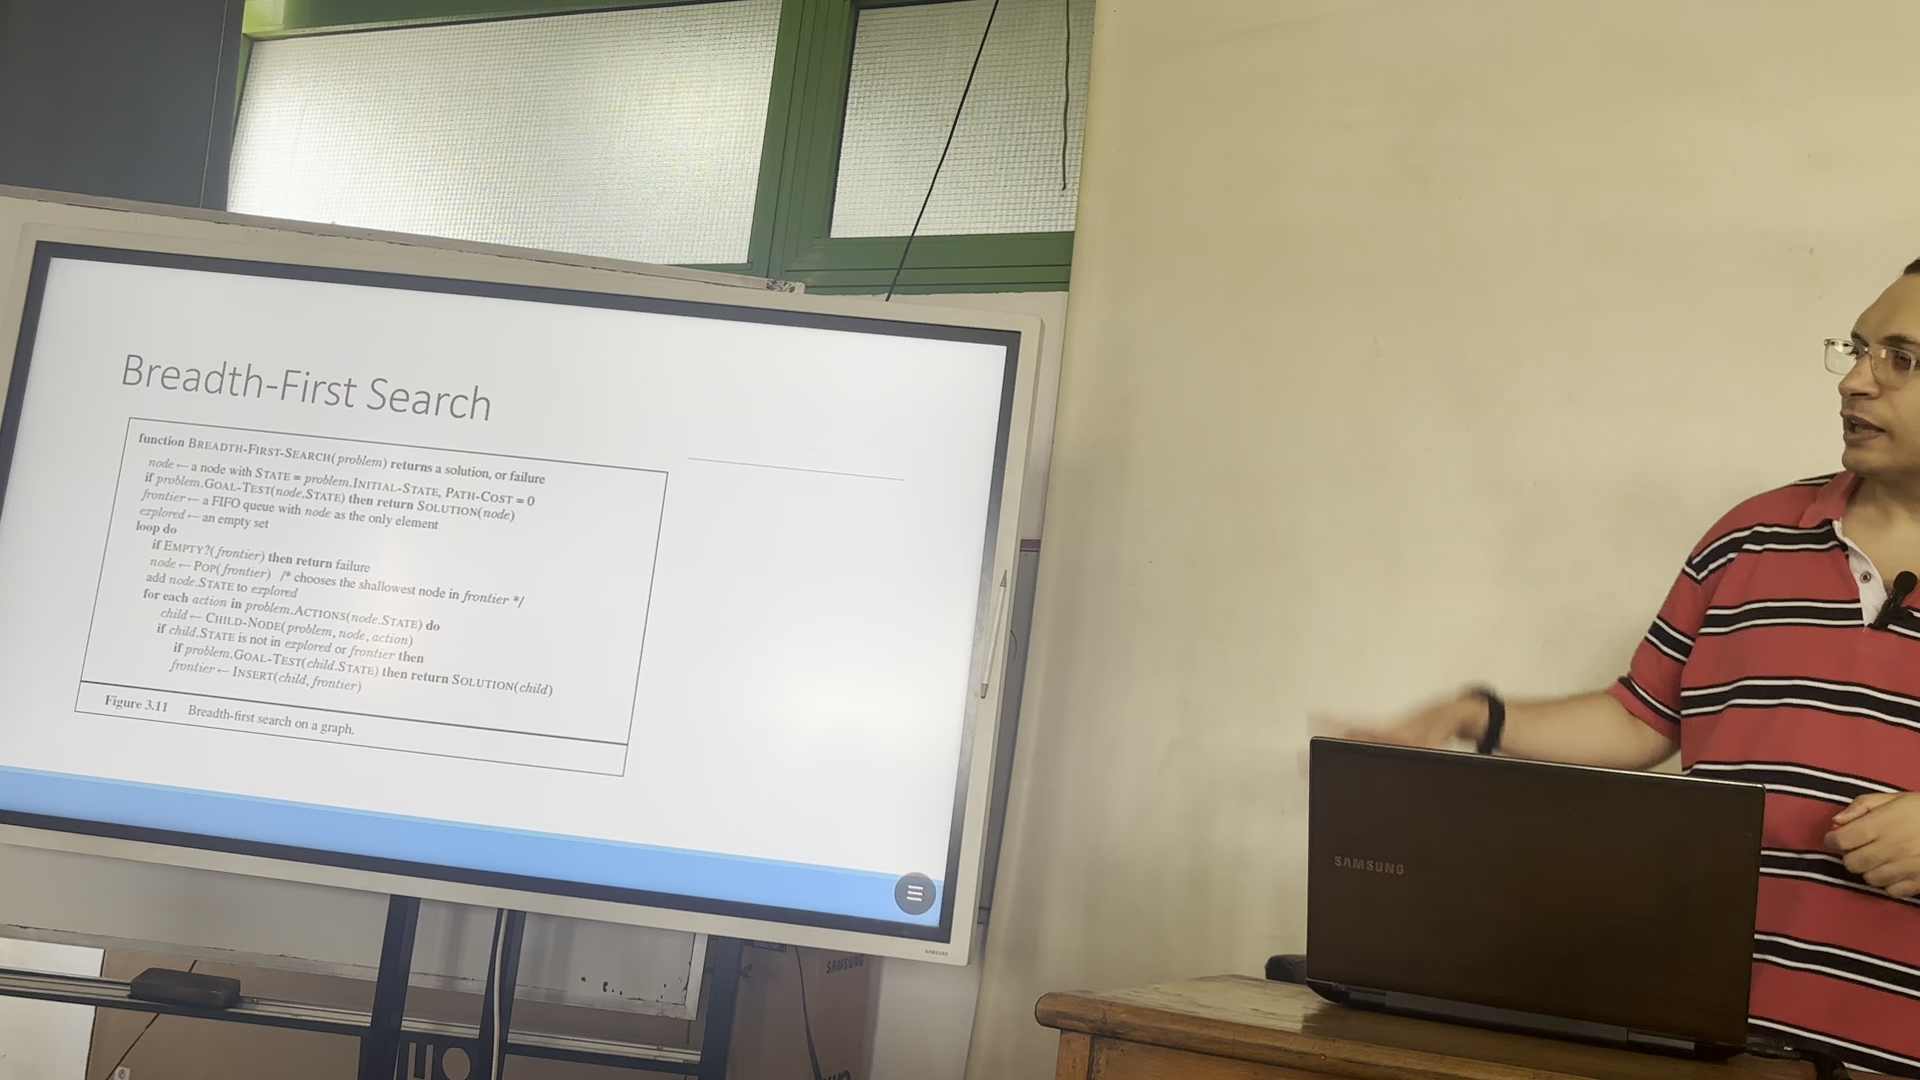 Breadth-First Search
function BREADTH-FIRST-SEARCH(problem) returns a solution, or failure
node ← a node with STATE = problem.INITIAL-STATE, PATH-COST = 0
if problem.GOAL-TEST(node.STATE) then return SOLUTION(node)
frontier ← a FIFO queue with node as the only element
explored ← an empty set
loop do
if EMPTY?(frontier) then return failure
node ← POP(frontier) /* chooses the shallowest node in frontier */
add node.STATE to explored
for each action in problem.ACTIONS(node.STATE) do
child ← CHILD-NODE(problem, node, action)
if child.STATE is not in explored or frontier then
if problem.GOAL-TEST(child.STATE) then return SOLUTION(child)
frontier ← INSERT(child, frontier)
Figure 3.11 Breadth-first search on a graph.
SAMSUNG
SAMSUNG
SAMSUNG